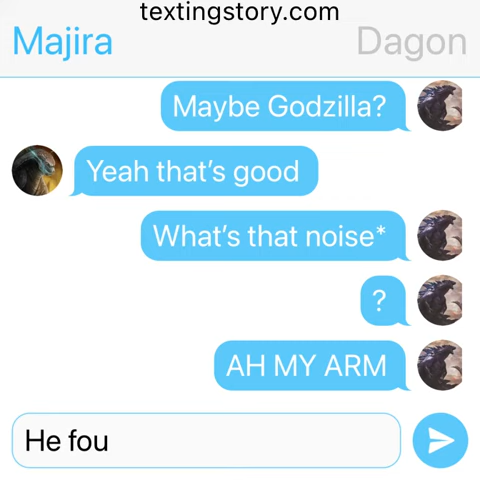 textingstory.com
Majira
Dagon
Maybe Godzilla?
Yeah that’s good
What’s that noise*
?
AH MY ARM
He fou